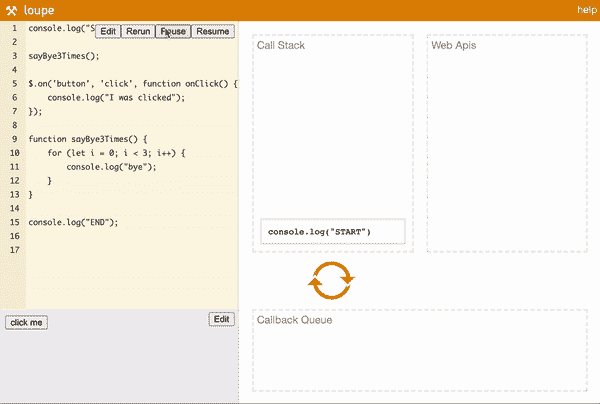 loupe
help
Edit Rerun Pause Resume
1 console.log("S
2
3 sayBye3Times();
4
5 $.on('button', 'click', function onClick() {
6 console.log("I was clicked");
7 });
8
9 function sayBye3Times() {
10 for (let i = 0; i < 3; i++) {
11 console.log("bye");
12 }
13 }
14
15 console.log("END");
16
17
click me
Edit
Call Stack
console.log("START")
Web Apis
Callback Queue